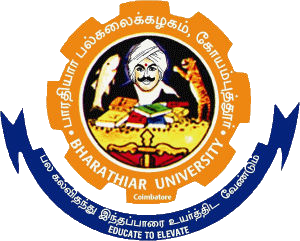 பாரதியார் பல்கலைக்கழகம், கோயம்புத்தூர்
BHARATHIAR UNIVERSITY
Coimbatore
பல கல்விதந்து இந்தப்பாரை உயர்த்திட வேண்டும்
EDUCATE TO ELEVATE